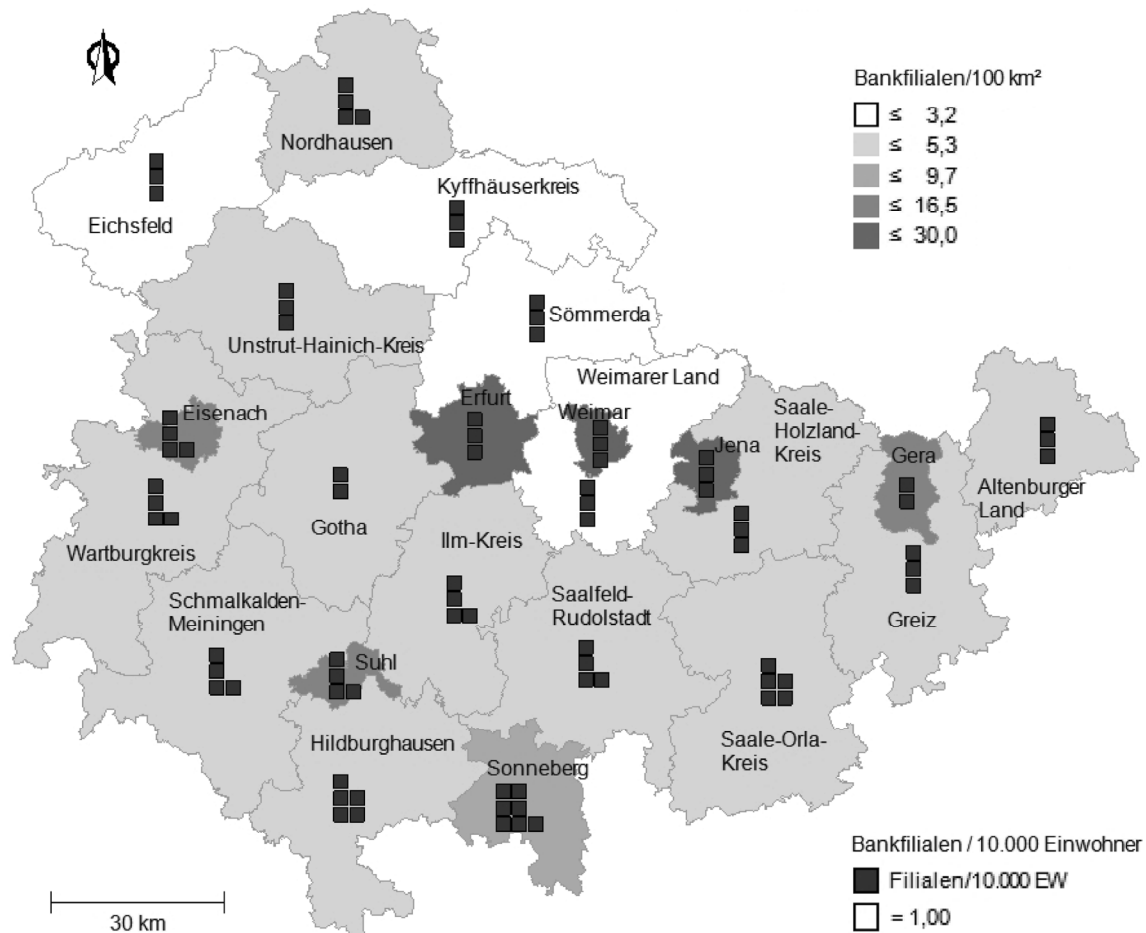 Bankfilialen/100 km²
≤ 3,2
≤ 5,3
≤ 9,7
≤ 16,5
≤ 30,0
Nordhausen
Kyffhäuserkreis
Eichsfeld
Sömmerda
Unstrut-Hainich-Kreis
Weimarer Land
Eisenach
Erfurt
Weimar
Jena
Saale-
Holzland-
Kreis
Gera
Altenburger
Land
Gotha
Ilm-Kreis
Wartburgkreis
Schmalkalden-
Meiningen
Saalfeld-
Rudolstadt
Greiz
Suhl
Hildburghausen
Sonneberg
Saale-Orla-
Kreis
Bankfilialen / 10.000 Einwohner
Filialen/10.000 EW
= 1,00
30 km